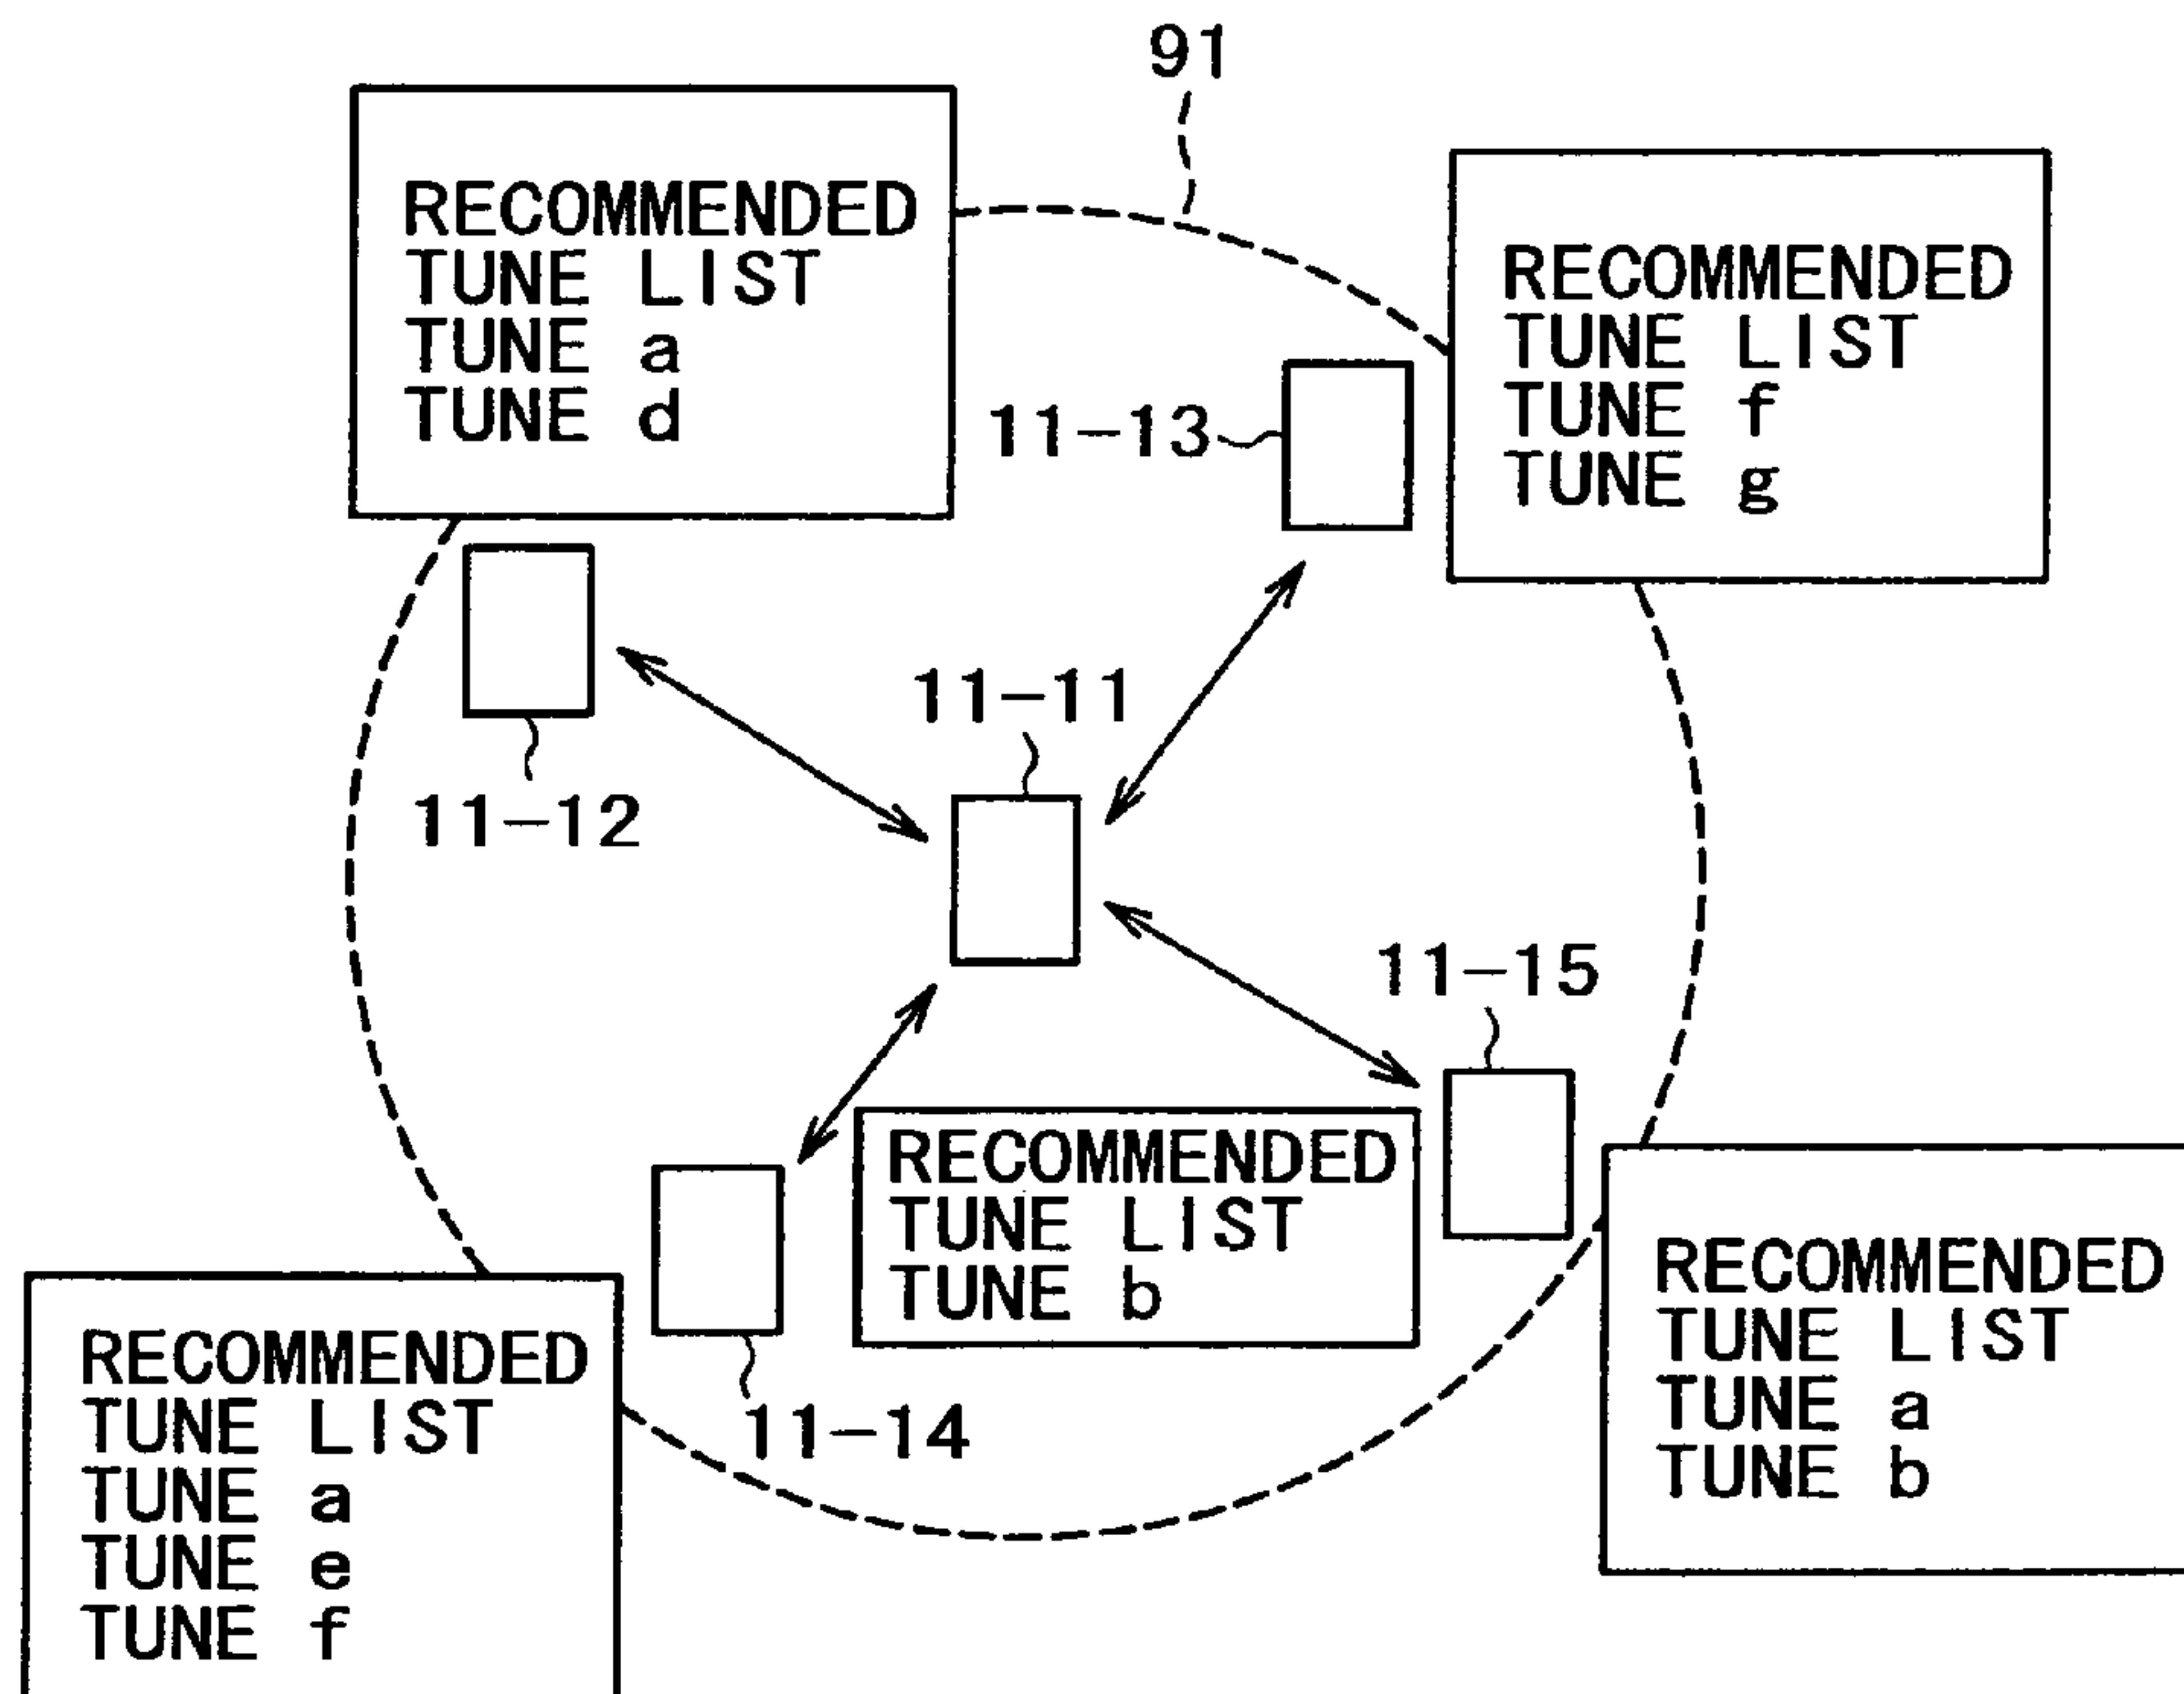 91
RECOMMENDED
TUNE LIST
TUNE a
TUNE d
RECOMMENDED
TUNE LIST
TUNE f
TUNE g
11-13
11-12
11-11
11-15
RECOMMENDED
TUNE LIST
TUNE b
11-14
RECOMMENDED
TUNE LIST
TUNE a
TUNE b
RECOMMENDED
TUNE LIST
TUNE a
TUNE e
TUNE f